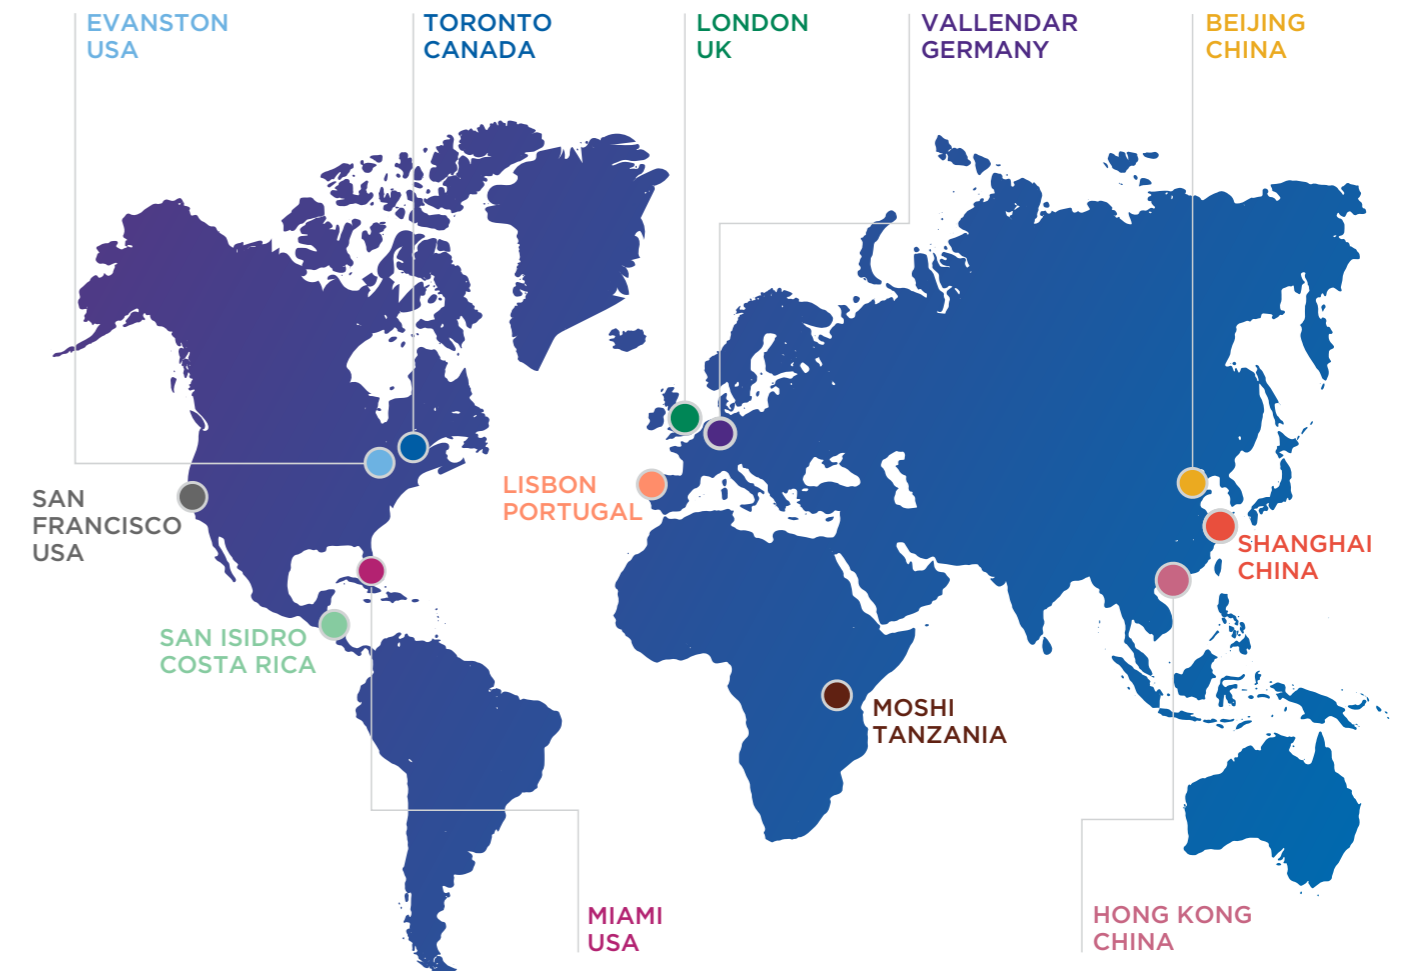 EVANSTON
USA
TORONTO
CANADA
LONDON
UK
VALLENDAR
GERMANY
BEIJING
CHINA
SAN
FRANCISCO
USA
LISBON
PORTUGAL
SHANGHAI
CHINA
SAN ISIDRO
COSTA RICA
MOSHI
TANZANIA
MIAMI
USA
HONG KONG
CHINA